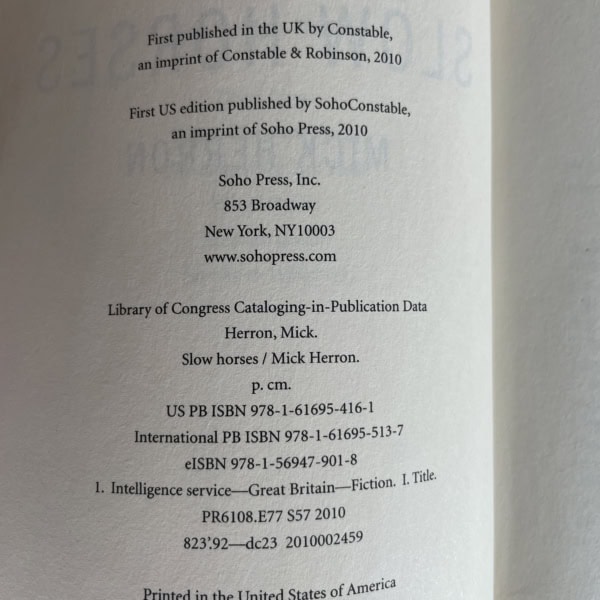 First published in the UK by Constable,
an imprint of Constable & Robinson, 2010
First US edition published by SohoConstable,
an imprint of Soho Press, 2010
Soho Press, Inc.
853 Broadway
New York, NY10003
www.sohopress.com
Library of Congress Cataloging-in-Publication Data
Herron, Mick.
Slow horses / Mick Herron.
p. cm.
US PB ISBN 978-1-61695-416-1
International PB ISBN 978-1-61695-513-7
eISBN 978-1-56947-901-8
1. Intelligence service—Great Britain—Fiction. I. Title.
PR6108.E77 S57 2010
823'.92—dc23 2010002459
Printed in the United States of America